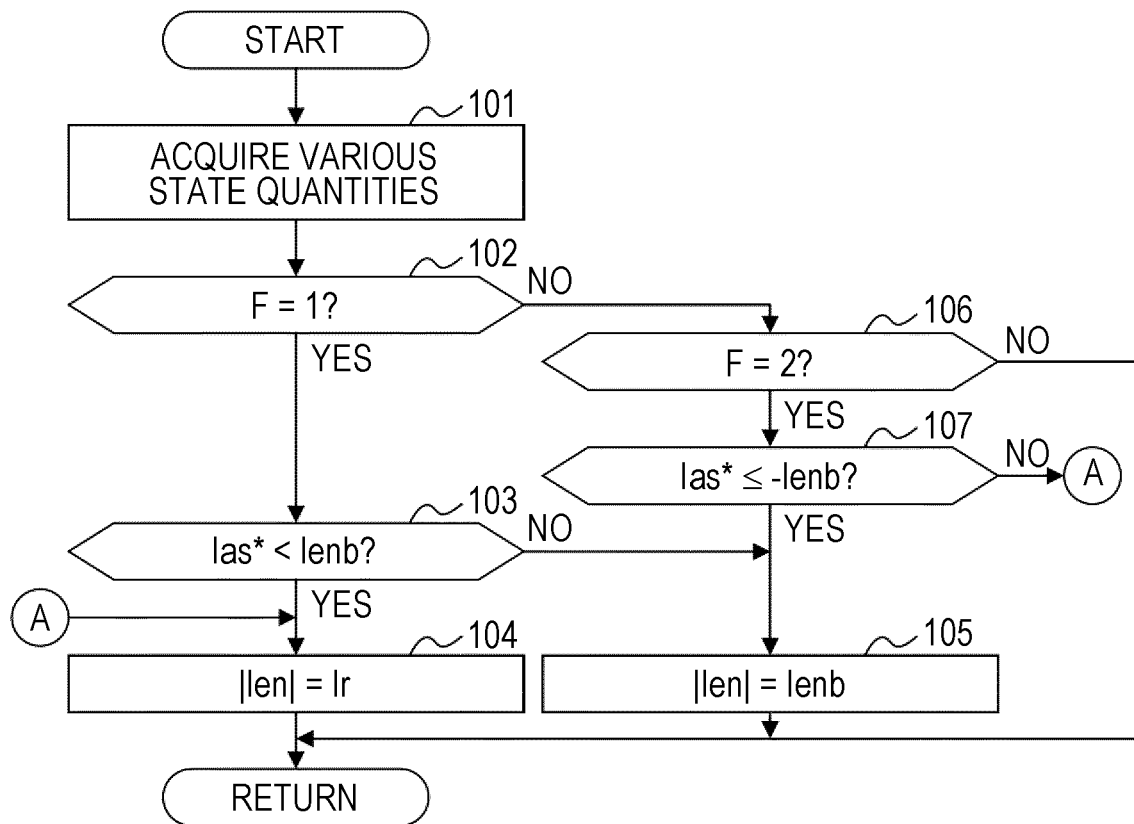 START
101
ACQUIRE VARIOUS
STATE QUANTITIES
102
F = 1?
NO
YES
106
F = 2?
NO
YES
107
Ias* ≤ -Ienb?
NO
A
YES
103
Ias* < Ienb?
NO
YES
A
104
|Ien| = Ir
105
|Ien| = Ienb
RETURN